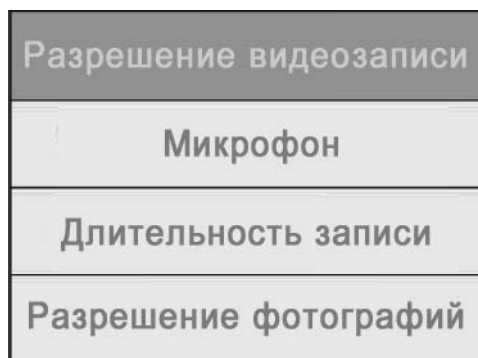 Разрешение видеозаписи
Микрофон
Длительность записи
Разрешение фотографий